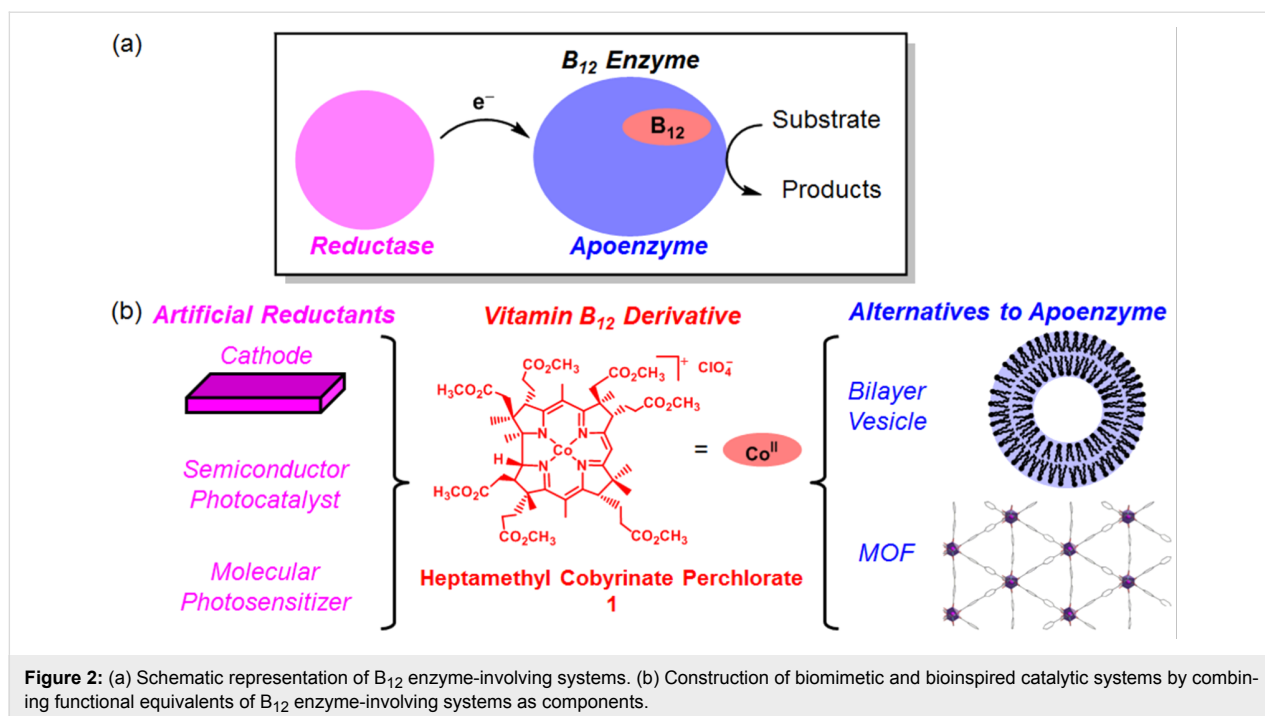 (a)
B₁₂ Enzyme
e⁻
B₁₂
Substrate
Products
Reductase
Apoenzyme
(b)
Artificial Reductants
Vitamin B₁₂ Derivative
Alternatives to Apoenzyme
Cathode
Semiconductor
Photocatalyst
Molecular
Photosensitizer
CO₂CH₃
H₃CO₂C
CO₂CH₃
+ ClO₄⁻
CO₂CH₃
N
N
Co
H
N
N
H₃CO₂C
CO₂CH₃
CO₂CH₃
= Coᴵᴵ
Heptamethyl Cobyrinate Perchlorate
1
Bilayer
Vesicle
MOF
Figure 2: (a) Schematic representation of B₁₂ enzyme-involving systems. (b) Construction of biomimetic and bioinspired catalytic systems by combin-
ing functional equivalents of B₁₂ enzyme-involving systems as components.